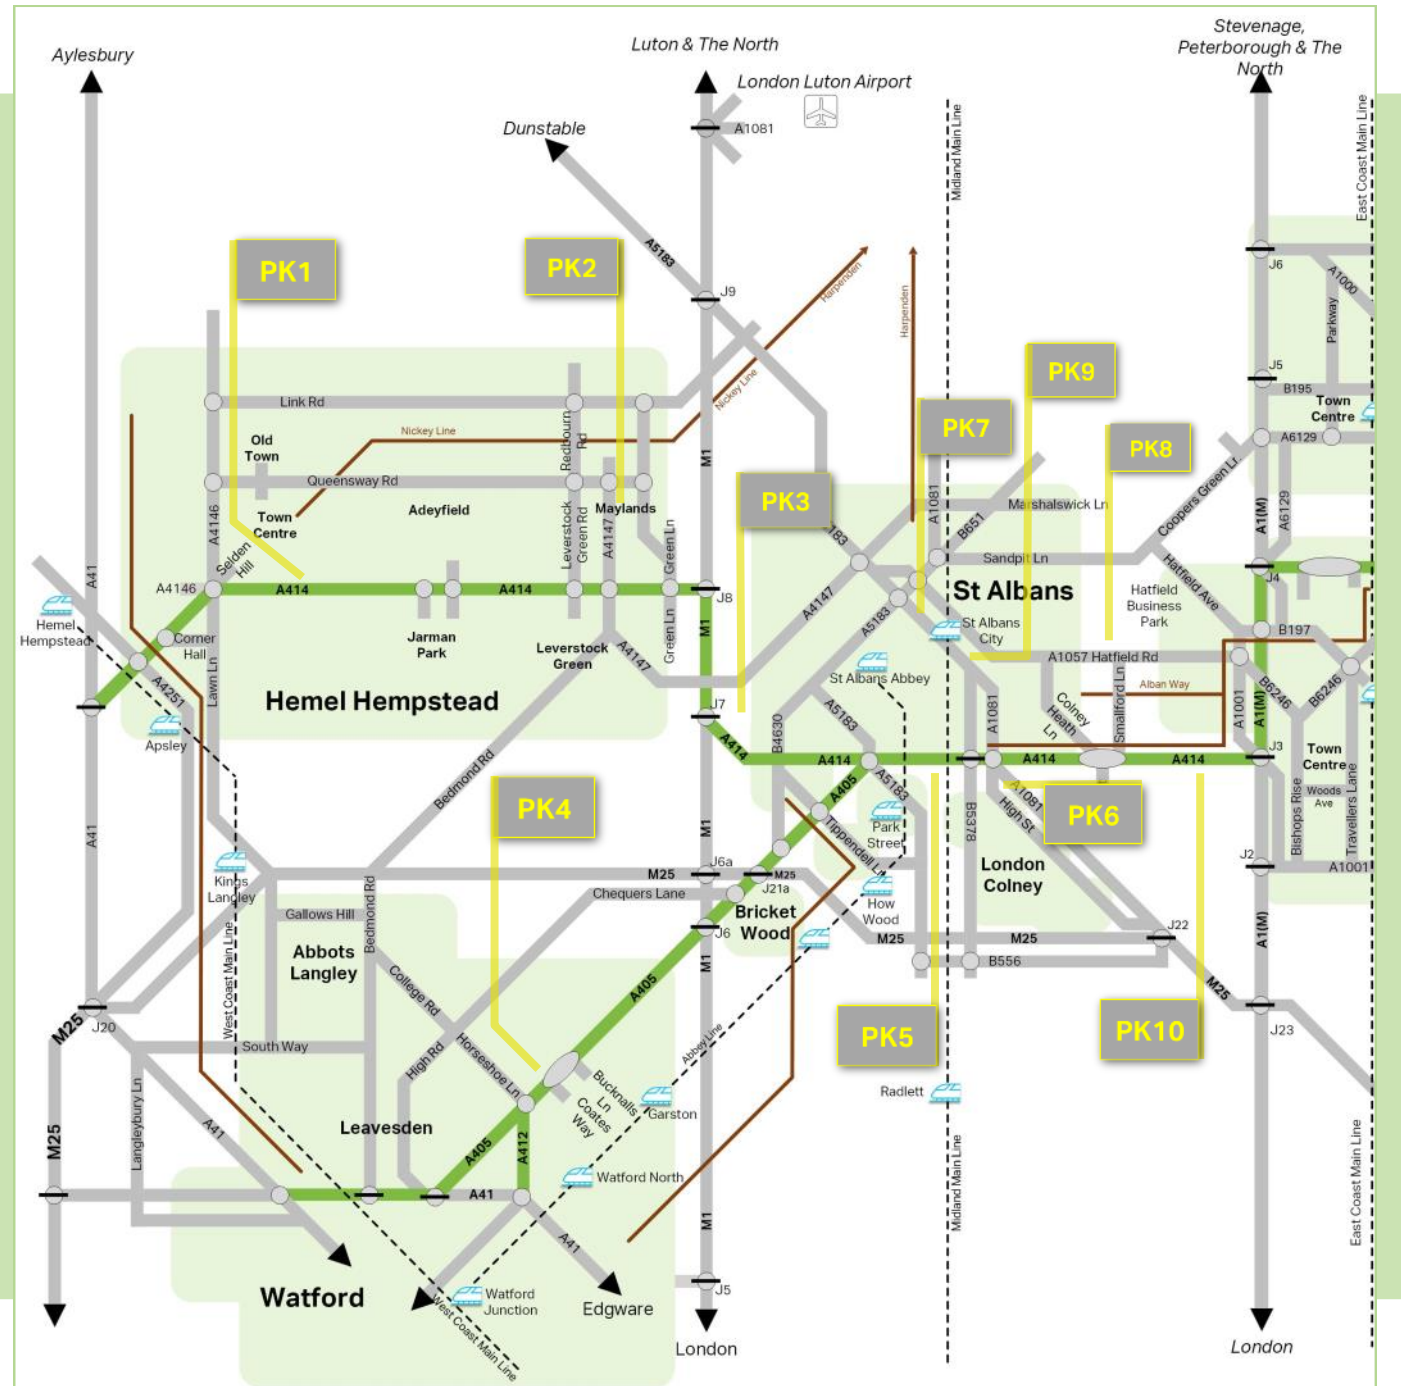 Aylesbury
Luton & The North
Stevenage,
Peterborough & The
North
London Luton Airport
A1081
Dunstable
Midland Main Line
East Coast Main Line
A5183
J9
J6
A1000
PK1
PK2
Harpenden
Harpenden
Parkway
PK9
J5
B195
Town
Centre
Link Rd
Nickey Line
Redbourn
Rd
Nickey Line
PK7
PK8
A6129
Old
Town
M1
Queensway Rd
Coopers Green Ln
A4146
Town
Centre
Adeyfield
Leverstock
Green Rd
A4147
Maylands
PK3
A1081
B651
Marshalswick Ln
A1(M)
A6129
Green Ln
183
Sandpit Ln
Selden
Hill
A41
A4146
A414
A414
J8
St Albans
Hatfield Ave
J4
Hatfield
Business
Park
Hemel
Hempstead
Corner
Hall
Jarman
Park
Leverstock
Green
A4147
Green Ln
M1
A4147
A5183
St Albans
City
B197
A1057 Hatfield Rd
A4251
Lawn Ln
St Albans Abbey
Alban Way
Smallford Ln
A1001
B6246
B6246
Hemel Hempstead
J7
A5183
A1081
Colney
Heath
Ln
A1(M)
Apsley
A414
B4630
A414
A414
A414
J3
Town
Centre
Bedmond Rd
A405
A5183
A1081
High St
Bishops Rise
Woods
Ave
Travellers Lane
PK4
PK6
A41
M1
Park
Street
B5378
Tippendell Ln
London
Colney
Kings
Langley
M25
J6a
M25
J21a
J2
A1001
Chequers Lane
How
Wood
Gallows Hill
Bedmond Rd
Bricket
Wood
J6
M25
M25
J22
A1(M)
Abbots
Langley
West Coast Main Line
College Rd
A405
M1
B556
M25
J20
M25
J23
PK5
PK10
South Way
High Rd
Horseshoe Ln
Abbey Line
Bucknalls
Ln
Coates
Way
Garston
Radlett
Langleybury Ln
A41
M25
Leavesden
A405
A412
Watford North
Midland Main Line
East Coast Main Line
A41
A41
M1
Watford
Watford
Junction
Edgware
J5
West Coast Main Line
London
London